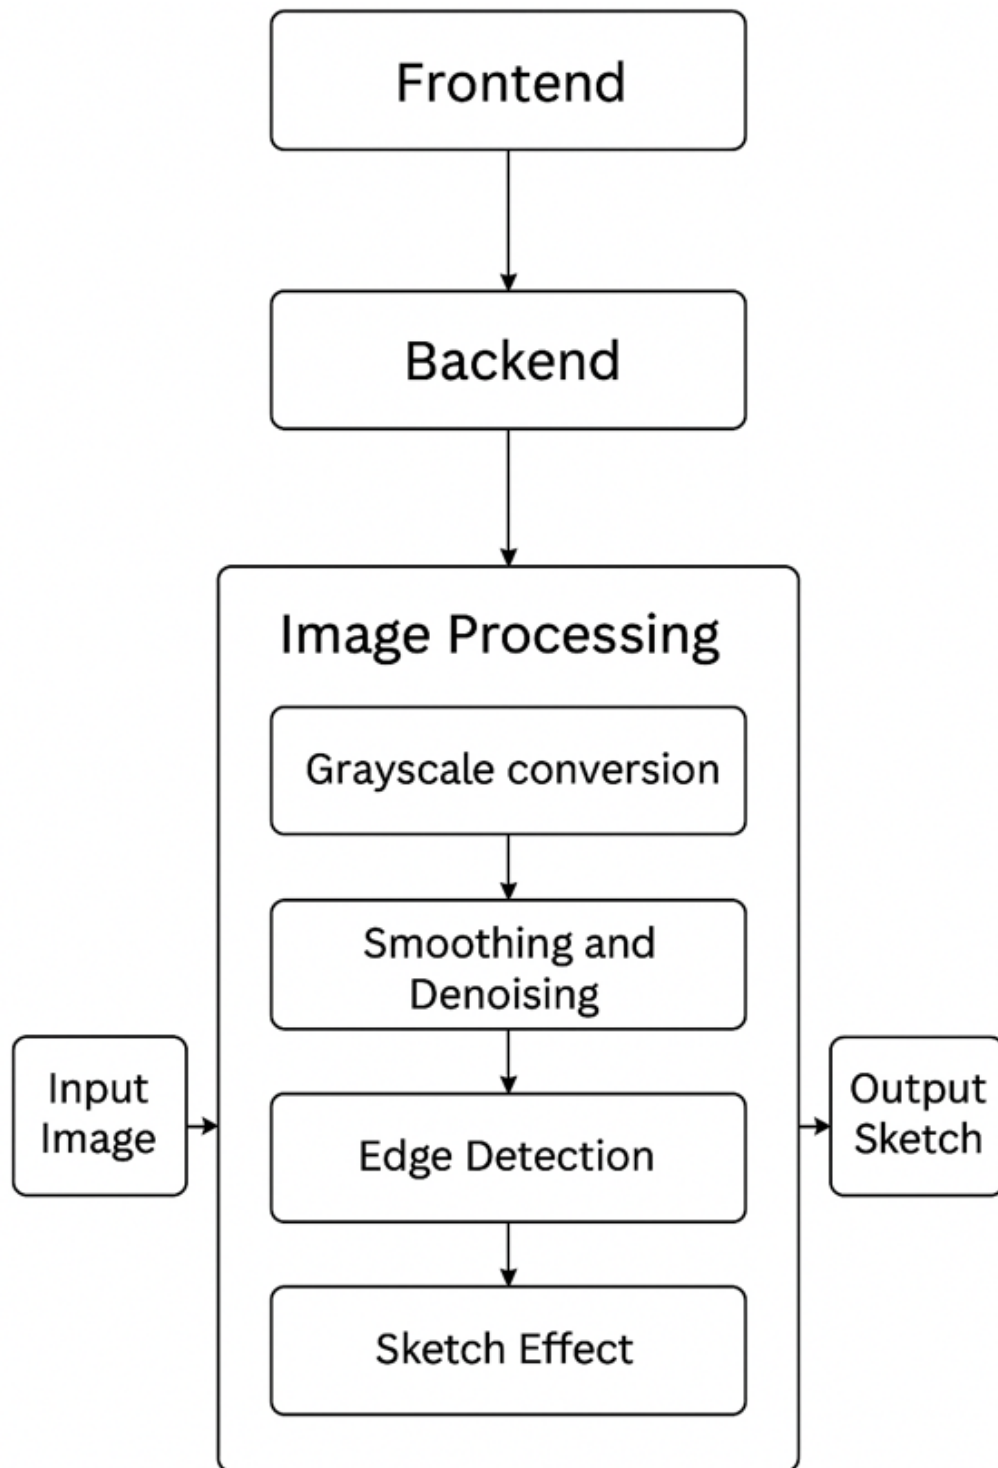 Frontend
Backend
Image Processing
Grayscale conversion
Smoothing and
Denoising
Input
Image
Edge Detection
Output
Sketch
Sketch Effect